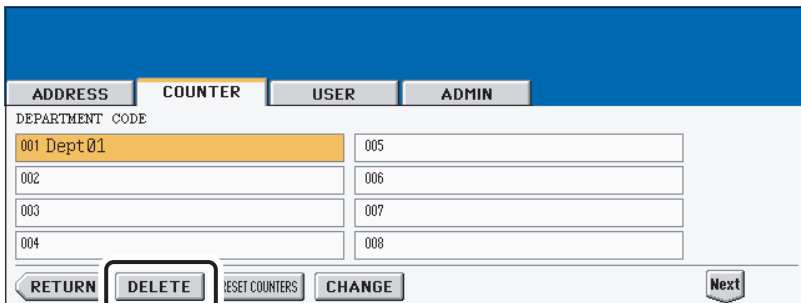 ADDRESS COUNTER USER ADMIN
DEPARTMENT CODE
001 Dept01 005
002 006
003 007
004 008
RETURN DELETE RESET COUNTERS CHANGE Next